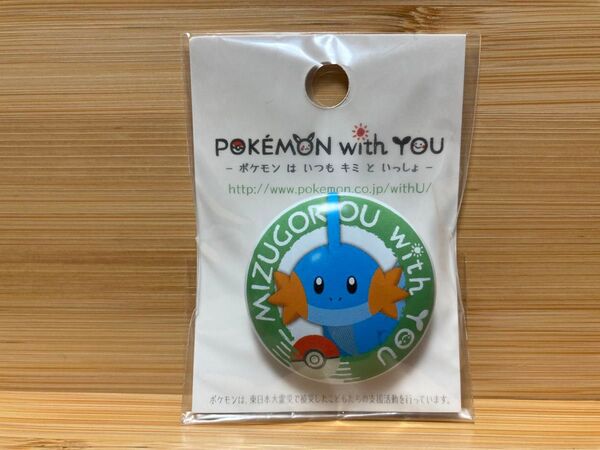 POKÉMON with YOU
- ポケモン は いつも キミ と いっしょ -
http://www.pokemon.co.jp/withU/
MIZUGOROU with YOU
ポケモンは、東日本大震災で被災したこどもたちの支援活動を行っています。